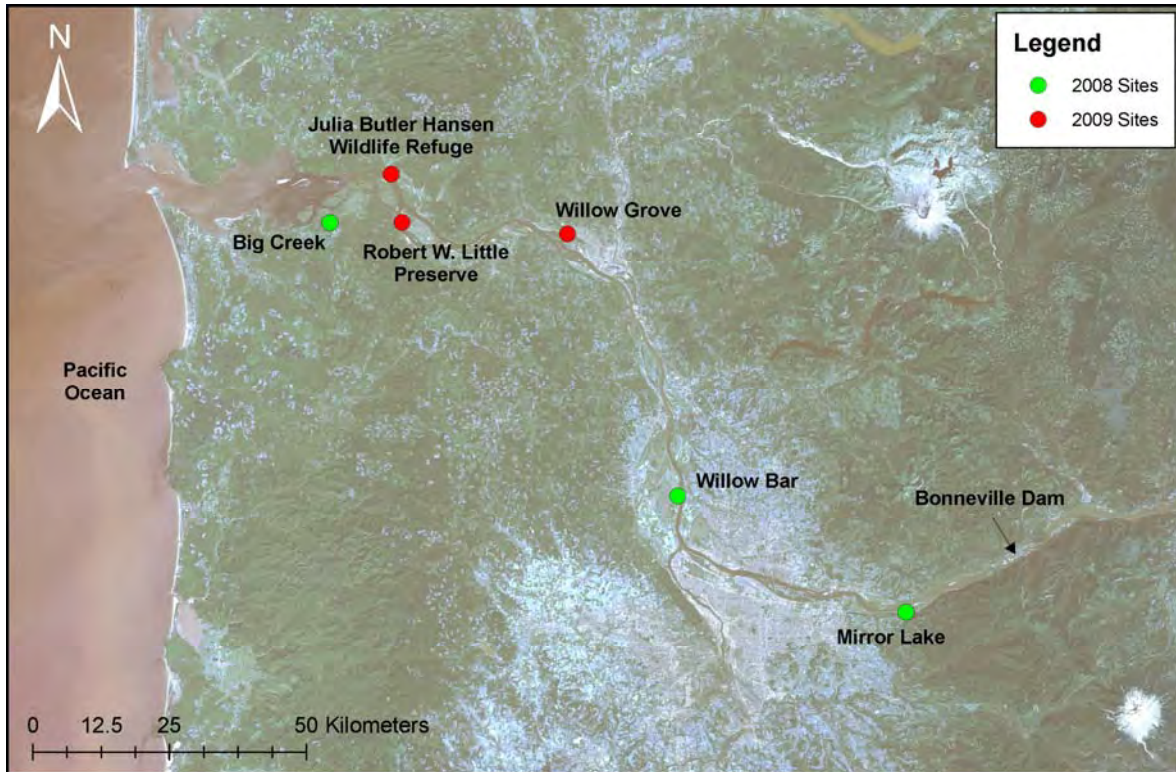 N
Legend
2008 Sites
2009 Sites
Julia Butler Hansen
Wildlife Refuge
Big Creek
Robert W. Little
Preserve
Willow Grove
Pacific
Ocean
Willow Bar
Bonneville Dam
Mirror Lake
0 12.5 25 50 Kilometers